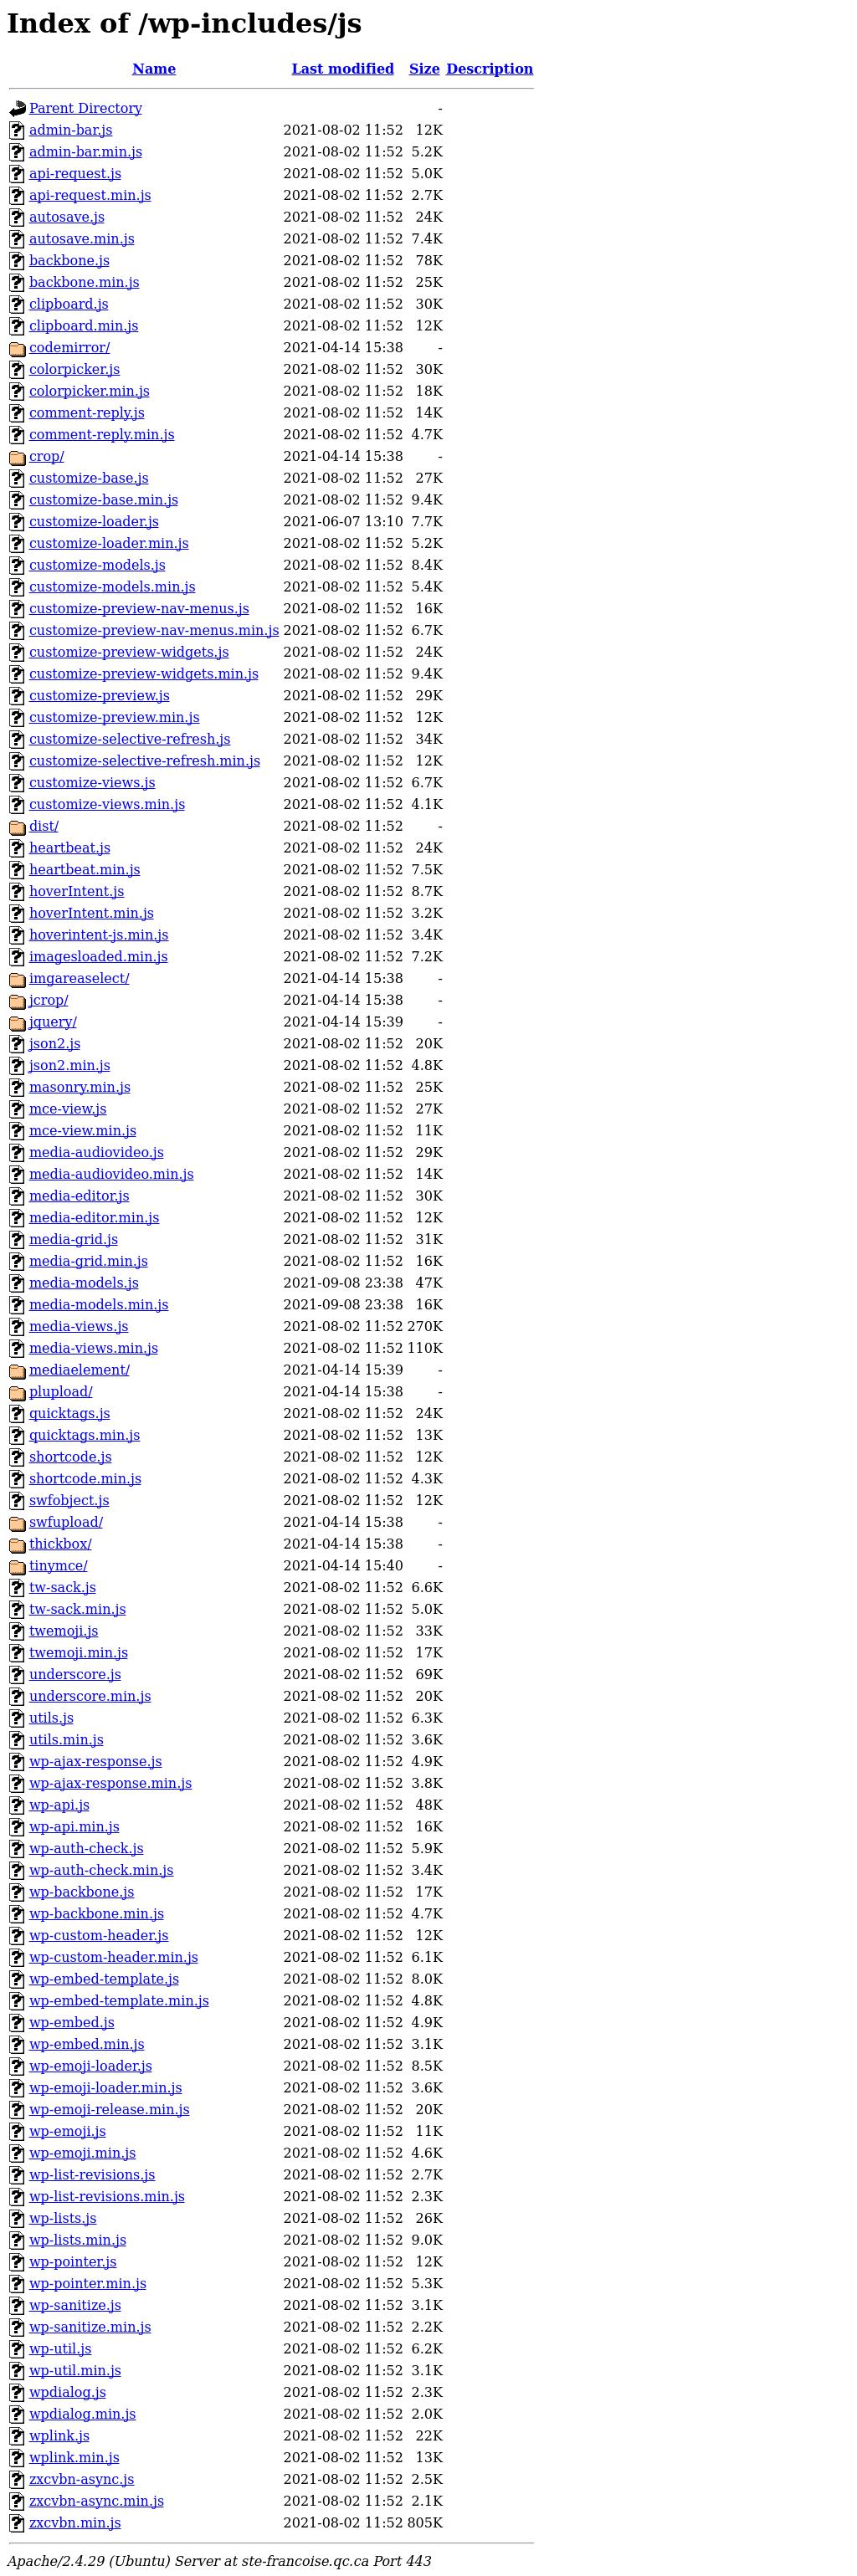 Index of /wp-includes/js
Name Last modified Size Description
Parent Directory -
admin-bar.js 2021-08-02 11:52 12K
admin-bar.min.js 2021-08-02 11:52 5.2K
api-request.js 2021-08-02 11:52 5.0K
api-request.min.js 2021-08-02 11:52 2.7K
autosave.js 2021-08-02 11:52 24K
autosave.min.js 2021-08-02 11:52 7.4K
backbone.js 2021-08-02 11:52 78K
backbone.min.js 2021-08-02 11:52 25K
clipboard.js 2021-08-02 11:52 30K
clipboard.min.js 2021-08-02 11:52 12K
codemirror/ 2021-04-14 15:38 -
colorpicker.js 2021-08-02 11:52 30K
colorpicker.min.js 2021-08-02 11:52 18K
comment-reply.js 2021-08-02 11:52 14K
comment-reply.min.js 2021-08-02 11:52 4.7K
crop/ 2021-04-14 15:38 -
customize-base.js 2021-08-02 11:52 27K
customize-base.min.js 2021-08-02 11:52 9.4K
customize-loader.js 2021-06-07 13:10 7.7K
customize-loader.min.js 2021-08-02 11:52 5.2K
customize-models.js 2021-08-02 11:52 8.4K
customize-models.min.js 2021-08-02 11:52 5.4K
customize-preview-nav-menus.js 2021-08-02 11:52 16K
customize-preview-nav-menus.min.js 2021-08-02 11:52 6.7K
customize-preview-widgets.js 2021-08-02 11:52 24K
customize-preview-widgets.min.js 2021-08-02 11:52 9.4K
customize-preview.js 2021-08-02 11:52 29K
customize-preview.min.js 2021-08-02 11:52 12K
customize-selective-refresh.js 2021-08-02 11:52 34K
customize-selective-refresh.min.js 2021-08-02 11:52 12K
customize-views.js 2021-08-02 11:52 6.7K
customize-views.min.js 2021-08-02 11:52 4.1K
dist/ 2021-08-02 11:52 -
heartbeat.js 2021-08-02 11:52 24K
heartbeat.min.js 2021-08-02 11:52 7.5K
hoverIntent.js 2021-08-02 11:52 8.7K
hoverIntent.min.js 2021-08-02 11:52 3.2K
hoverintent-js.min.js 2021-08-02 11:52 3.4K
imagesloaded.min.js 2021-08-02 11:52 7.2K
imgareaselect/ 2021-04-14 15:38 -
jcrop/ 2021-04-14 15:38 -
jquery/ 2021-04-14 15:39 -
json2.js 2021-08-02 11:52 20K
json2.min.js 2021-08-02 11:52 4.8K
masonry.min.js 2021-08-02 11:52 25K
mce-view.js 2021-08-02 11:52 27K
mce-view.min.js 2021-08-02 11:52 11K
media-audiovideo.js 2021-08-02 11:52 29K
media-audiovideo.min.js 2021-08-02 11:52 14K
media-editor.js 2021-08-02 11:52 30K
media-editor.min.js 2021-08-02 11:52 12K
media-grid.js 2021-08-02 11:52 31K
media-grid.min.js 2021-08-02 11:52 16K
media-models.js 2021-09-08 23:38 47K
media-models.min.js 2021-09-08 23:38 16K
media-views.js 2021-08-02 11:52 270K
media-views.min.js 2021-08-02 11:52 110K
mediaelement/ 2021-04-14 15:39 -
plupload/ 2021-04-14 15:38 -
quicktags.js 2021-08-02 11:52 24K
quicktags.min.js 2021-08-02 11:52 13K
shortcode.js 2021-08-02 11:52 12K
shortcode.min.js 2021-08-02 11:52 4.3K
swfobject.js 2021-08-02 11:52 12K
swfupload/ 2021-04-14 15:38 -
thickbox/ 2021-04-14 15:38 -
tinymce/ 2021-04-14 15:40 -
tw-sack.js 2021-08-02 11:52 6.6K
tw-sack.min.js 2021-08-02 11:52 5.0K
twemoji.js 2021-08-02 11:52 33K
twemoji.min.js 2021-08-02 11:52 17K
underscore.js 2021-08-02 11:52 69K
underscore.min.js 2021-08-02 11:52 20K
utils.js 2021-08-02 11:52 6.3K
utils.min.js 2021-08-02 11:52 3.6K
wp-ajax-response.js 2021-08-02 11:52 4.9K
wp-ajax-response.min.js 2021-08-02 11:52 3.8K
wp-api.js 2021-08-02 11:52 48K
wp-api.min.js 2021-08-02 11:52 16K
wp-auth-check.js 2021-08-02 11:52 5.9K
wp-auth-check.min.js 2021-08-02 11:52 3.4K
wp-backbone.js 2021-08-02 11:52 17K
wp-backbone.min.js 2021-08-02 11:52 4.7K
wp-custom-header.js 2021-08-02 11:52 12K
wp-custom-header.min.js 2021-08-02 11:52 6.1K
wp-embed-template.js 2021-08-02 11:52 8.0K
wp-embed-template.min.js 2021-08-02 11:52 4.8K
wp-embed.js 2021-08-02 11:52 4.9K
wp-embed.min.js 2021-08-02 11:52 3.1K
wp-emoji-loader.js 2021-08-02 11:52 8.5K
wp-emoji-loader.min.js 2021-08-02 11:52 3.6K
wp-emoji-release.min.js 2021-08-02 11:52 20K
wp-emoji.js 2021-08-02 11:52 11K
wp-emoji.min.js 2021-08-02 11:52 4.6K
wp-list-revisions.js 2021-08-02 11:52 2.7K
wp-list-revisions.min.js 2021-08-02 11:52 2.3K
wp-lists.js 2021-08-02 11:52 26K
wp-lists.min.js 2021-08-02 11:52 9.0K
wp-pointer.js 2021-08-02 11:52 12K
wp-pointer.min.js 2021-08-02 11:52 5.3K
wp-sanitize.js 2021-08-02 11:52 3.1K
wp-sanitize.min.js 2021-08-02 11:52 2.2K
wp-util.js 2021-08-02 11:52 6.2K
wp-util.min.js 2021-08-02 11:52 3.1K
wpdialog.js 2021-08-02 11:52 2.3K
wpdialog.min.js 2021-08-02 11:52 2.0K
wplink.js 2021-08-02 11:52 22K
wplink.min.js 2021-08-02 11:52 13K
zxcvbn-async.js 2021-08-02 11:52 2.5K
zxcvbn-async.min.js 2021-08-02 11:52 2.1K
zxcvbn.min.js 2021-08-02 11:52 805K
Apache/2.4.29 (Ubuntu) Server at ste-francoise.qc.ca Port 443